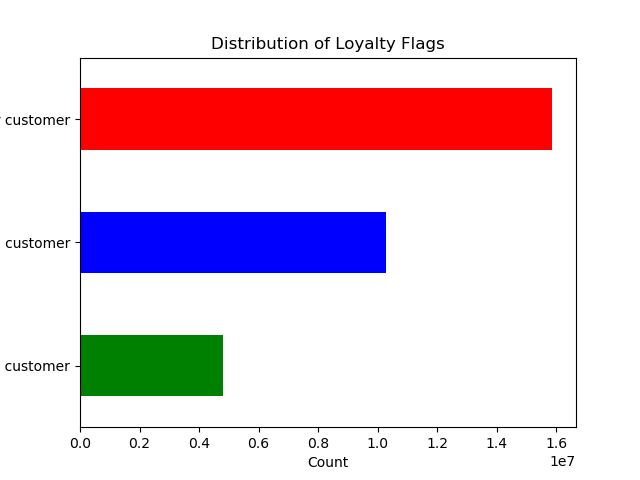 Distribution of Loyalty Flags
customer
customer
customer
0.0 0.2 0.4 0.6 0.8 1.0 1.2 1.4 1.6
1e7
Count